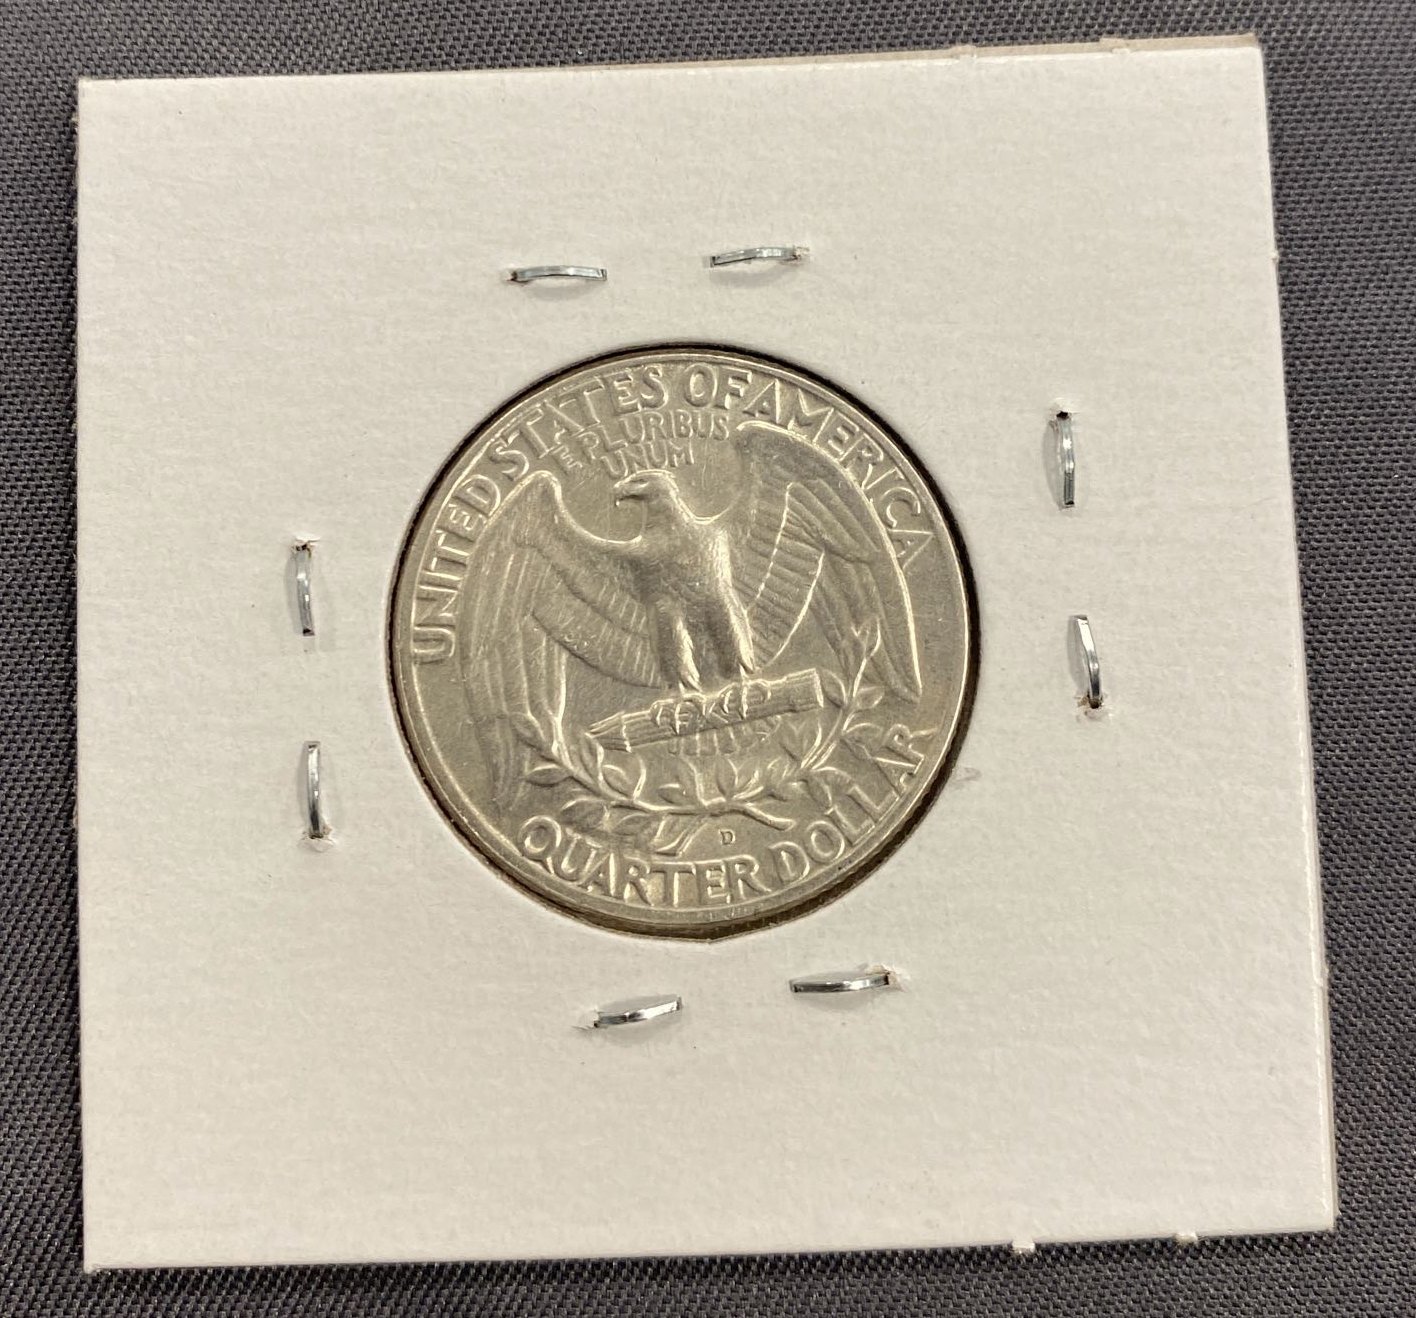 UNITED STATES OF AMERICA
E PLURIBUS
UNUM
D
QUARTER DOLLAR